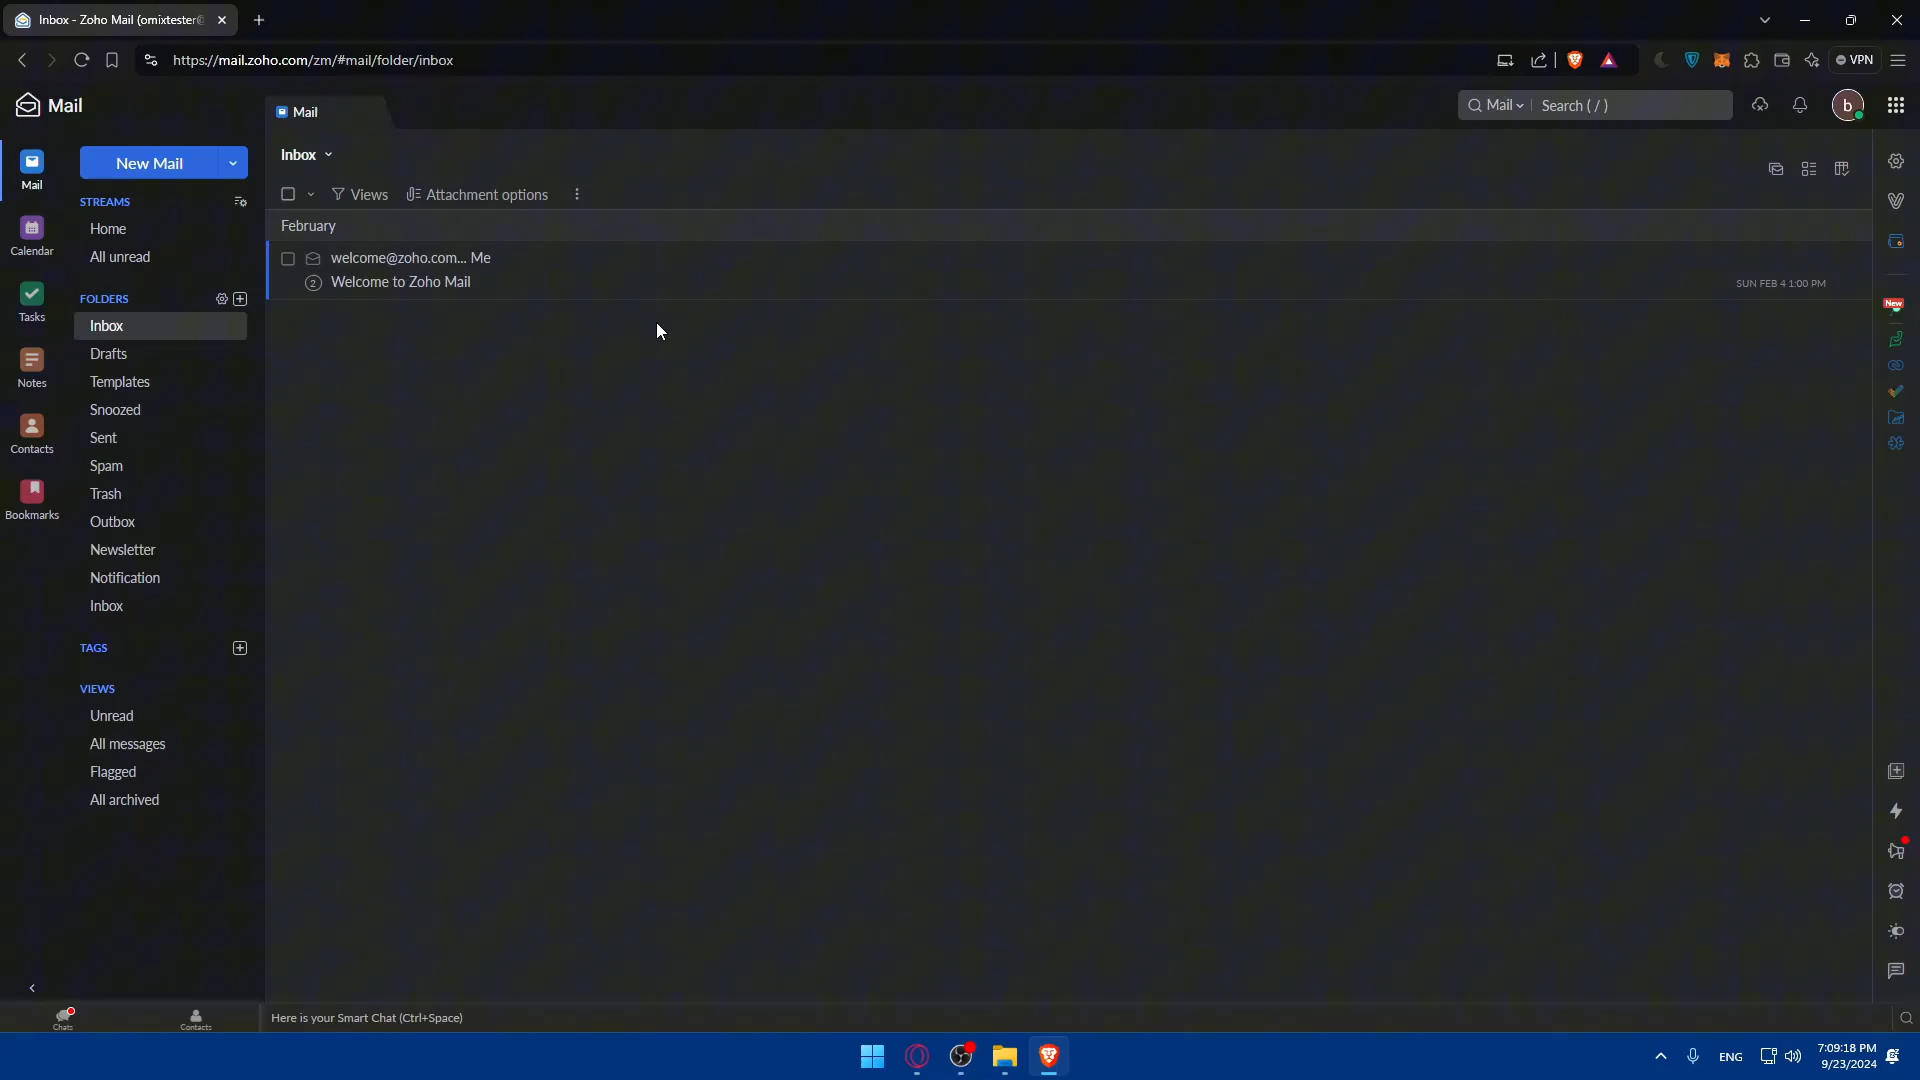 Inbox - Zoho Mail (omixtester@
https://mail.zoho.com/zm/#mail/folder/inbox
VPN
Mail
Mail
Mail
Search ( / )
b
Mail
Calendar
Tasks
Notes
Contacts
Bookmarks
New Mail
STREAMS
Home
All unread
FOLDERS
Inbox
Drafts
Templates
Snoozed
Sent
Spam
Trash
Outbox
Newsletter
Notification
Inbox
TAGS
VIEWS
Unread
All messages
Flagged
All archived
Inbox
Views
Attachment options
February
welcome@zoho.com... Me
2
Welcome to Zoho Mail
SUN FEB 4 1:00 PM
New
Chats
Contacts
Here is your Smart Chat (Ctrl+Space)
ENG
7:09:18 PM
9/23/2024